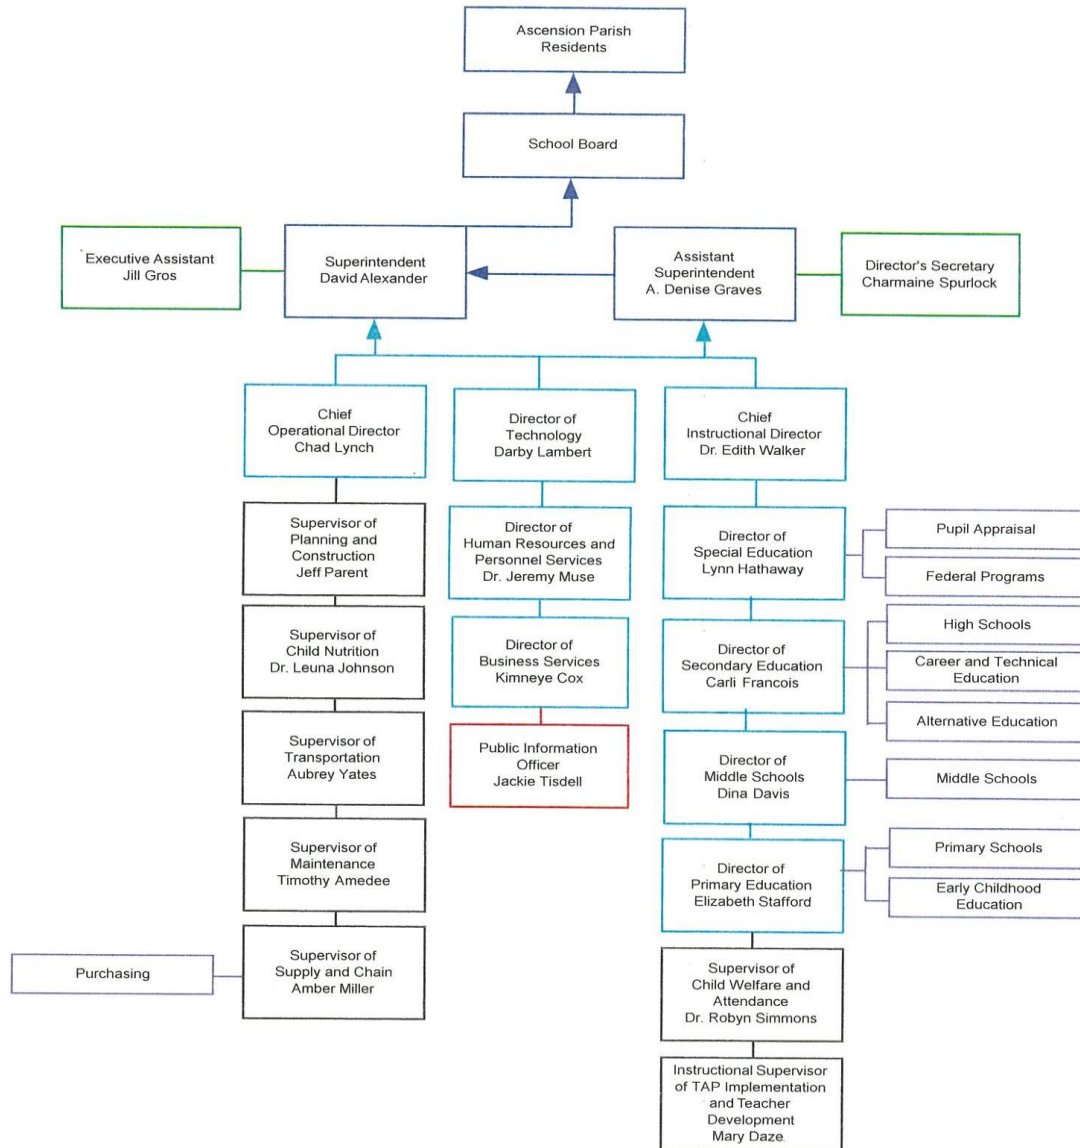 Ascension Parish
Residents
School Board
Executive Assistant
Jill Gros
Superintendent
David Alexander
Assistant
Superintendent
A. Denise Graves
Director's Secretary
Charmaine Spurlock
Chief
Operational Director
Chad Lynch
Director of
Technology
Darby Lambert
Chief
Instructional Director
Dr. Edith Walker
Supervisor of
Planning and
Construction
Jeff Parent
Director of
Human Resources and
Personnel Services
Dr. Jeremy Muse
Director of
Special Education
Lynn Hathaway
Pupil Appraisal
Federal Programs
Supervisor of
Child Nutrition
Dr. Leuna Johnson
Director of
Business Services
Kimneye Cox
Director of
Secondary Education
Carli Francois
High Schools
Career and Technical
Education
Alternative Education
Supervisor of
Transportation
Aubrey Yates
Public Information
Officer
Jackie Tisdell
Director of
Middle Schools
Dina Davis
Middle Schools
Supervisor of
Maintenance
Timothy Amedee
Director of
Primary Education
Elizabeth Stafford
Primary Schools
Early Childhood
Education
Purchasing
Supervisor of
Supply and Chain
Amber Miller
Supervisor of
Child Welfare and
Attendance
Dr. Robyn Simmons
Instructional Supervisor
of TAP Implementation
and Teacher
Development
Mary Daze